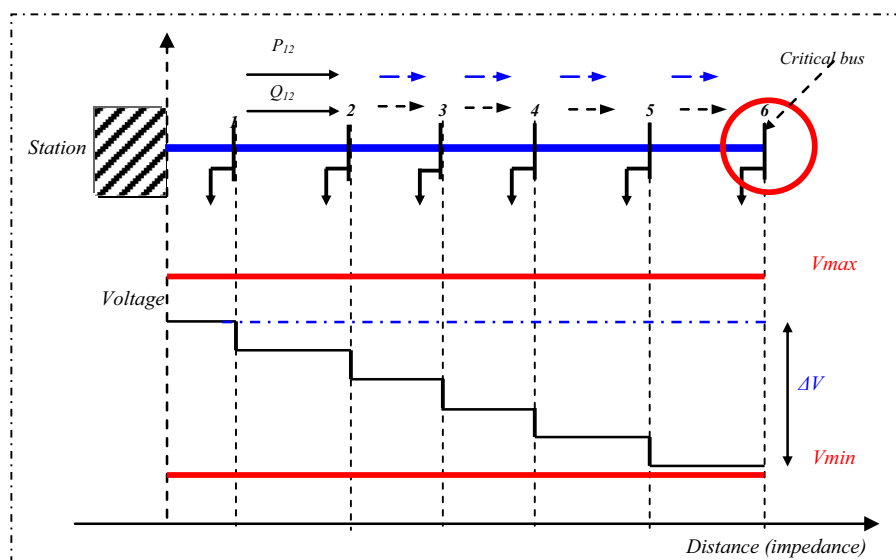 P12
Critical bus
Q12
1
2
3
4
5
6
Station
Vmax
Voltage
ΔV
Vmin
Distance (impedance)